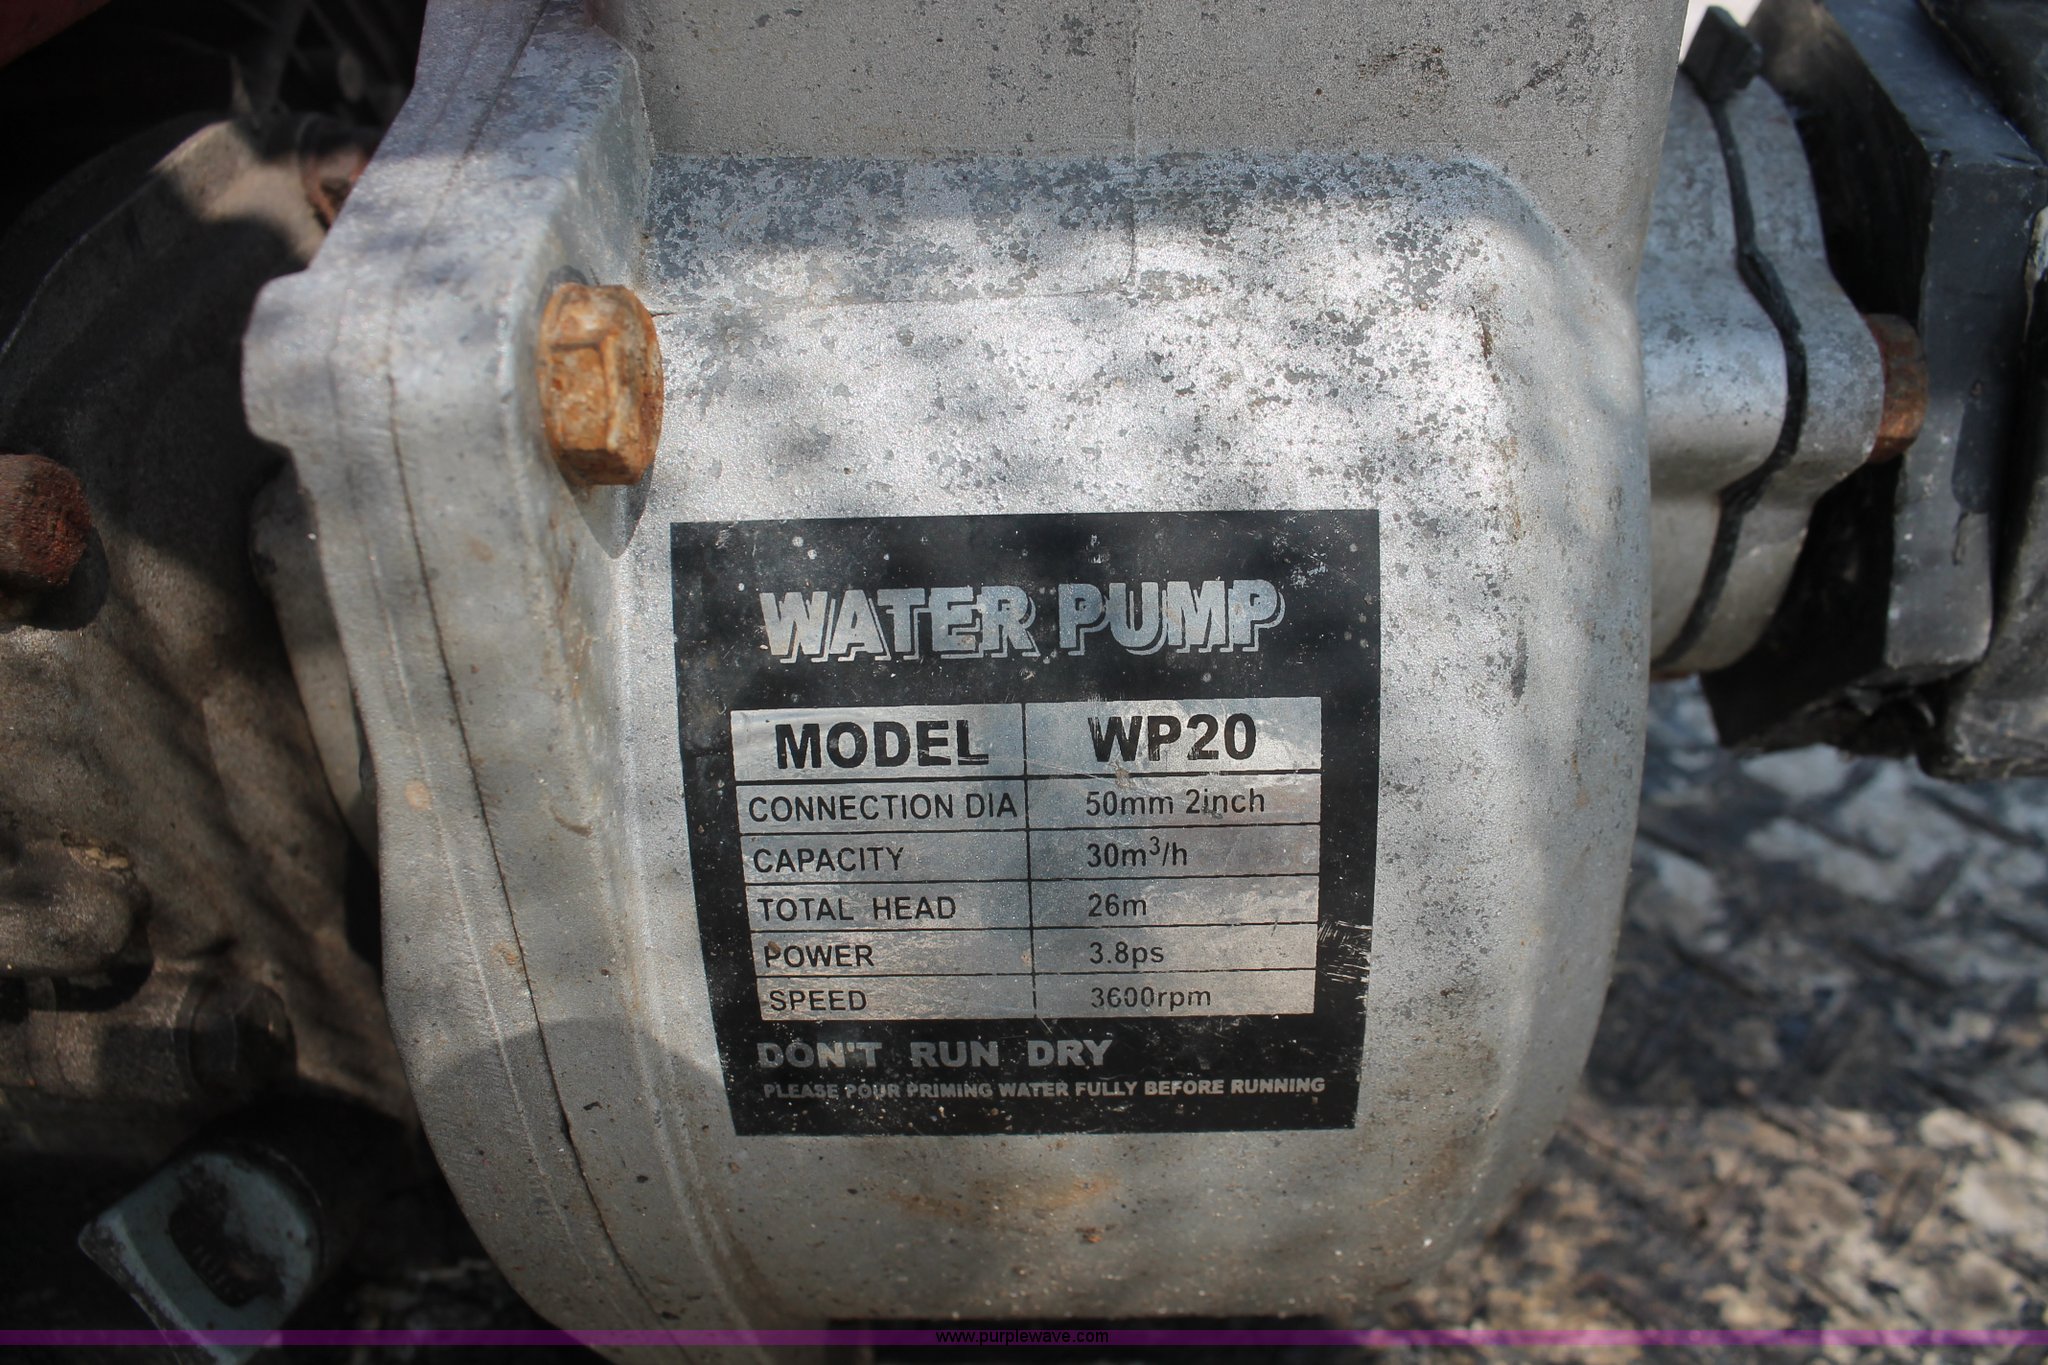 WATER PUMP
MODEL WP20
CONNECTION DIA 50mm 2inch
CAPACITY 30m³/h
TOTAL HEAD 26m
POWER 3.8ps
SPEED 3600rpm
DON'T RUN DRY
PLEASE POUR PRIMING WATER FULLY BEFORE RUNNING
www.purplewave.com